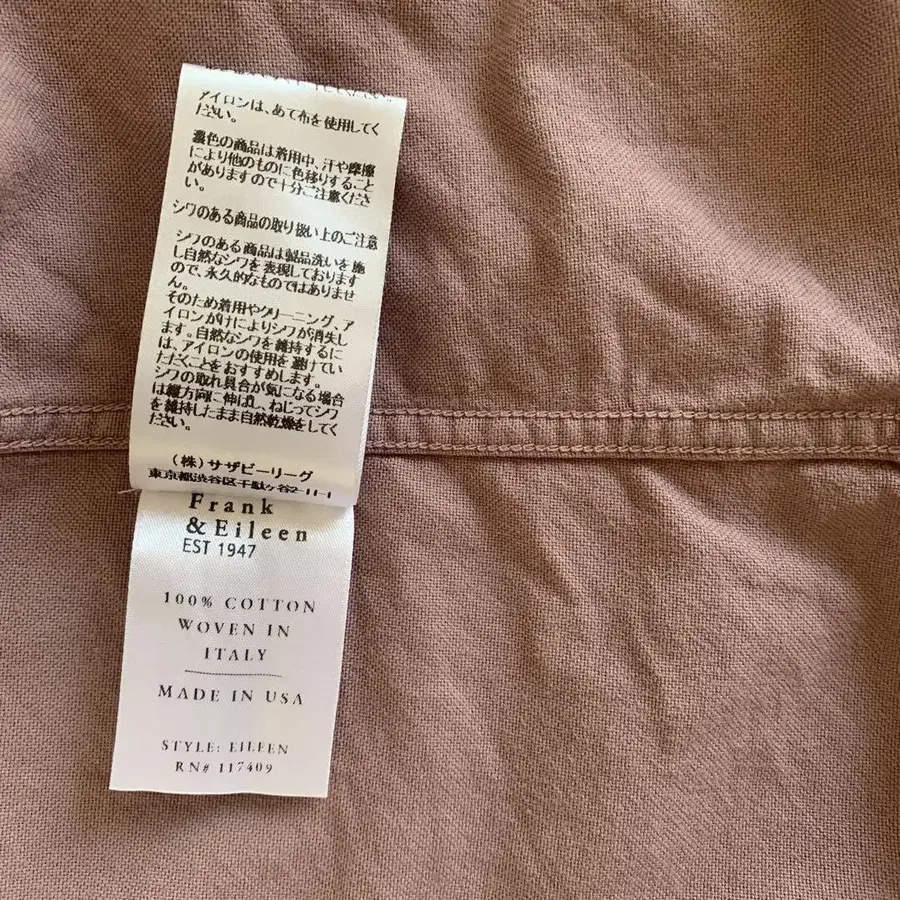 アイロンは、あて布を使用してく
ださい。
濃色の商品は着用中、汗や摩擦
により他のものに色移りすること
がありますので十分ご注意くださ
い。
シワのある商品の取り扱い上のご注意
シワのある商品は製品洗いを施
し自然なシワを表現しております
ので、永久的なものではありませ
ん。
そのため着用やクリーニング、ア
イロンがけによりシワが消失し
ます。自然なシワを維持するに
は、アイロンの使用を避けてい
ただくことをおすすめします。
シワの取れ具合が気になる場合
は縦方向に伸ばし、ねじってシワ
を維持したまま自然乾燥をしてく
ださい。
(株)サザビーリーグ
東京都渋谷区千駄ヶ谷2-11-1
Frank
& Eileen
EST 1947
100% COTTON
WOVEN IN
ITALY
MADE IN USA
STYLE: EILEEN
RN# 117409